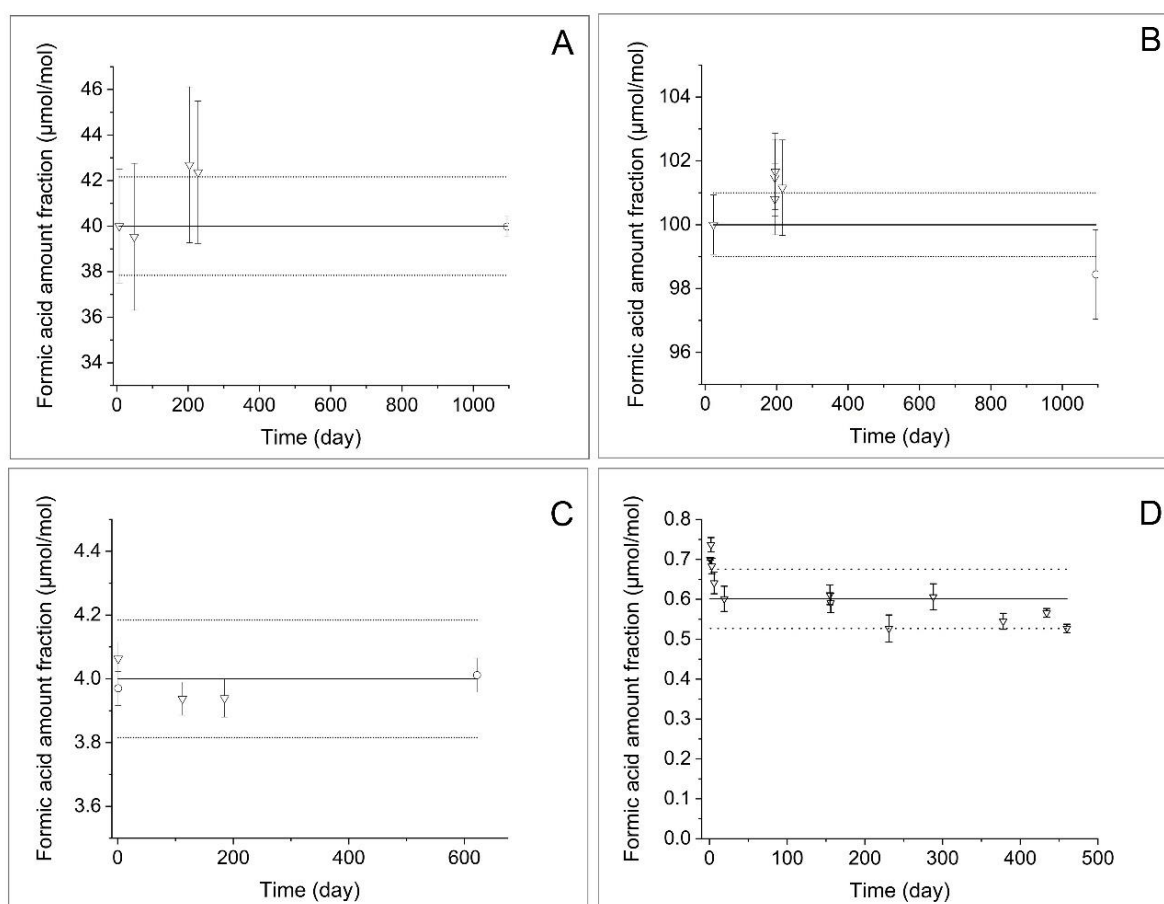 A
Formic acid amount fraction (µmol/mol)
46
44
42
40
38
36
34
0 200 400 600 800 1000
Time (day)
B
Formic acid amount fraction (µmol/mol)
104
102
100
98
96
0 200 400 600 800 1000
Time (day)
C
Formic acid amount fraction (µmol/mol)
4.4
4.2
4.0
3.8
3.6
0 200 400 600
Time (day)
D
Formic acid amount fraction (µmol/mol)
0.8
0.7
0.6
0.5
0.4
0.3
0.2
0.1
0.0
0 100 200 300 400 500
Time (day)